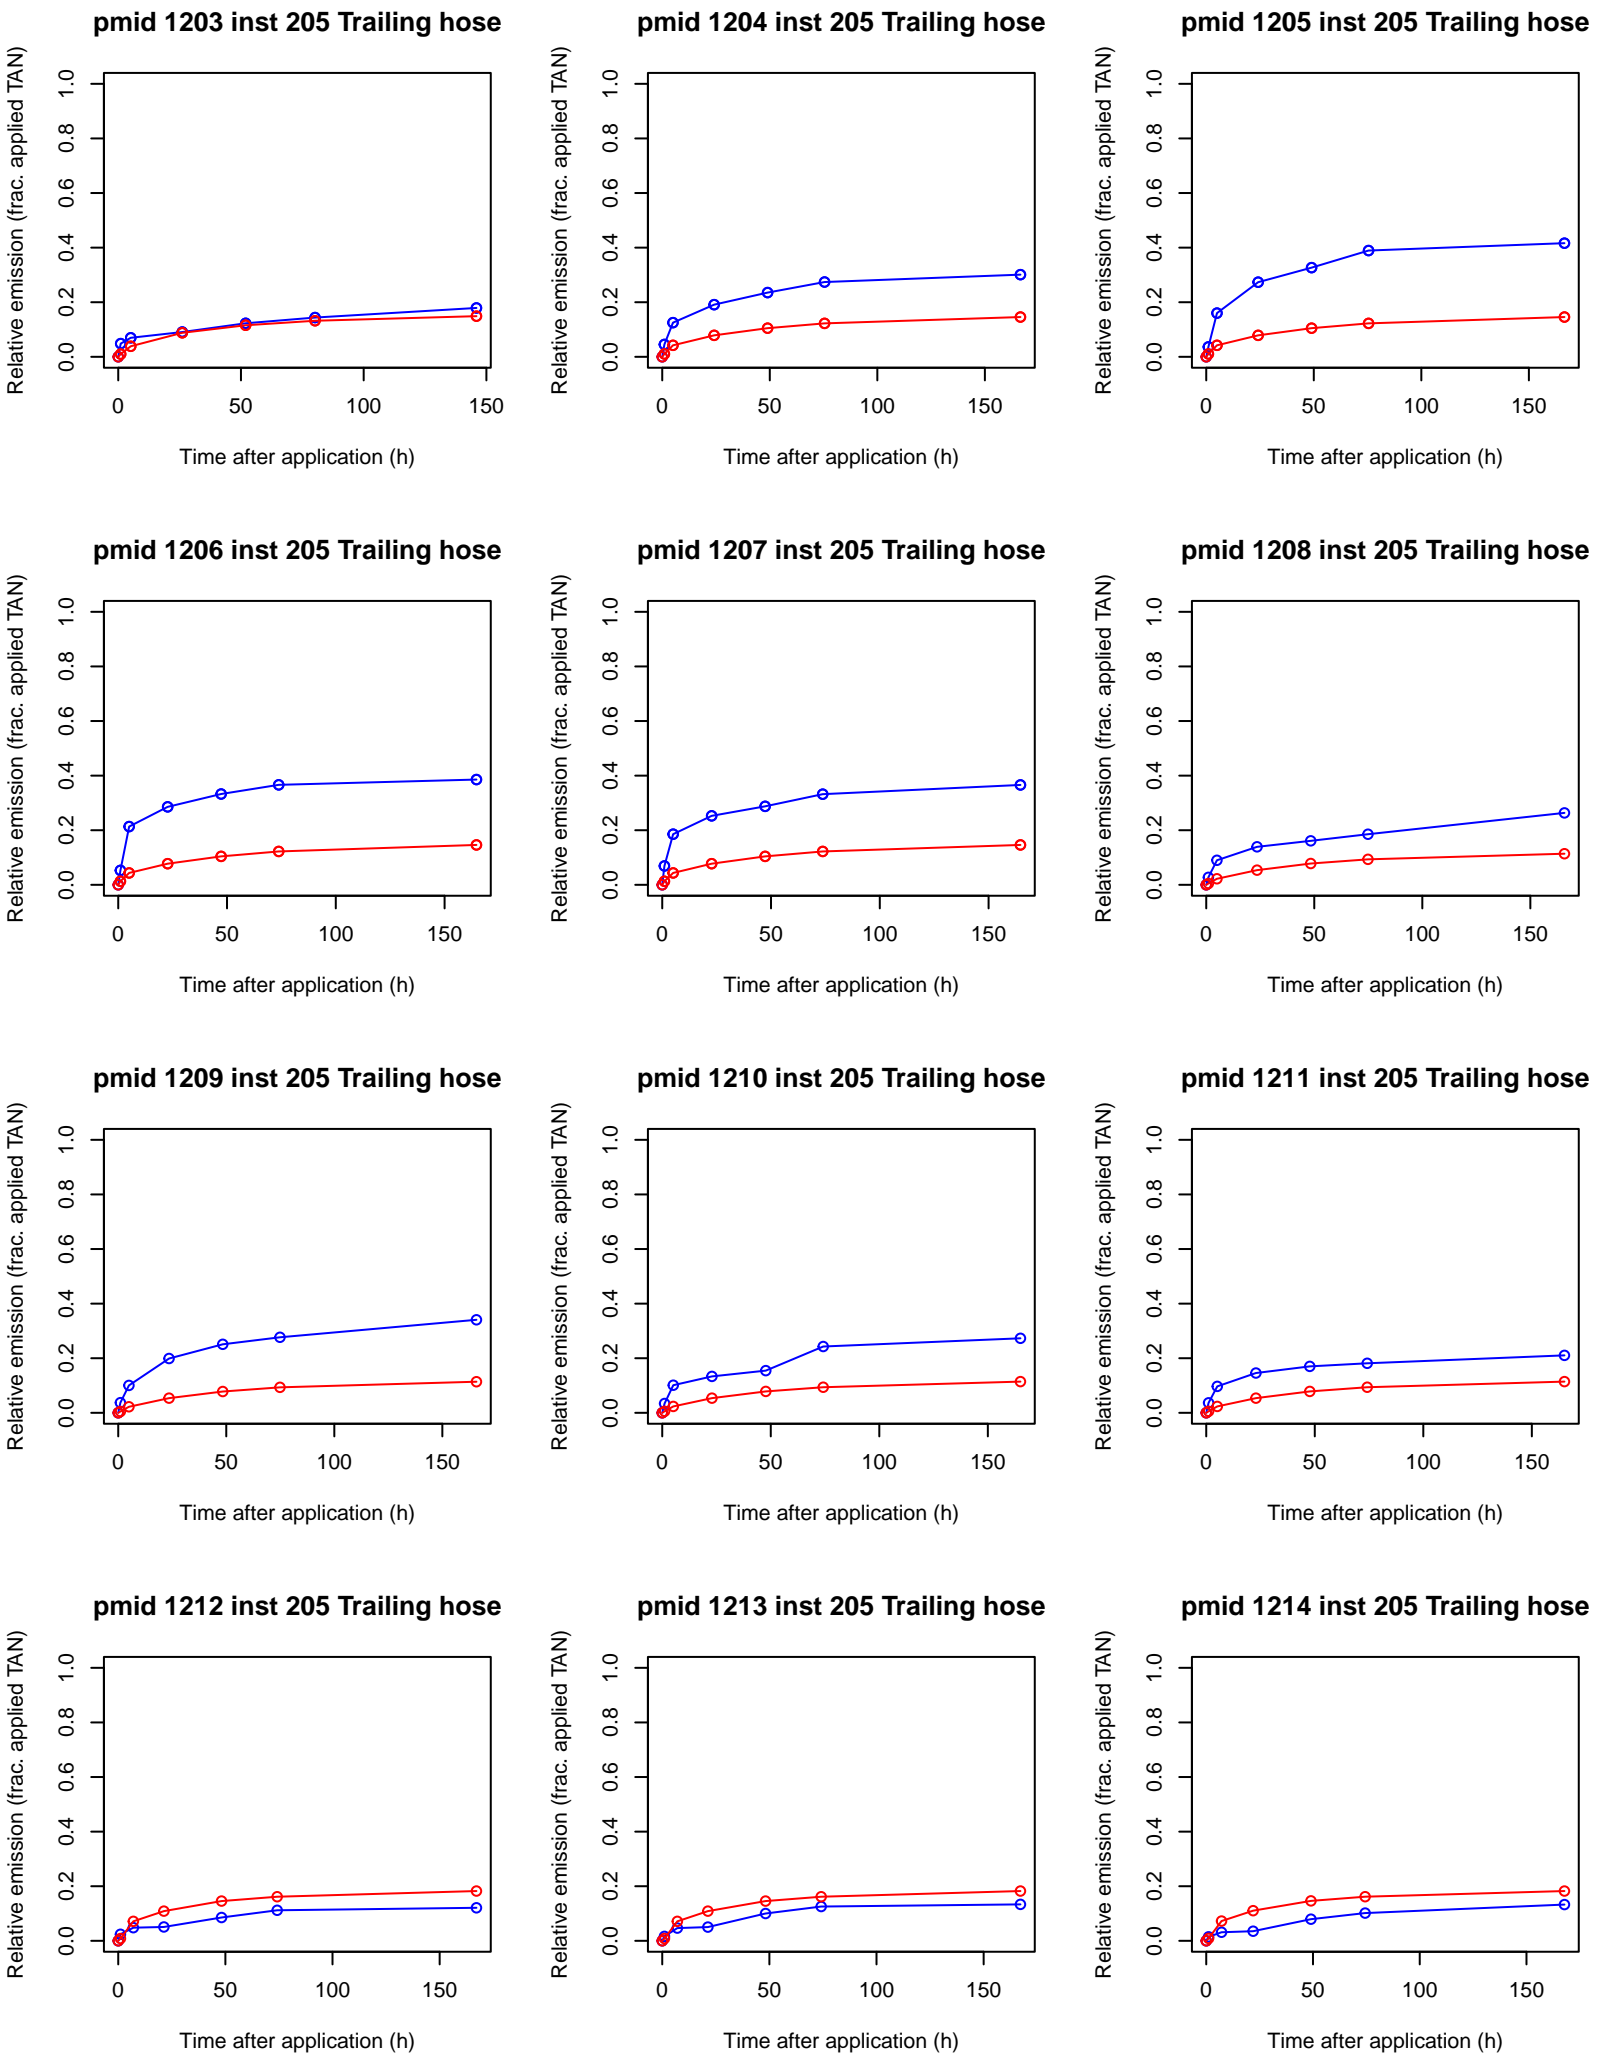 pmid 1203 inst 205 Trailing hose
Relative emission (frac. applied TAN)
1.0
0.8
0.6
0.4
0.2
0.0
0 50 100 150
Time after application (h)
pmid 1204 inst 205 Trailing hose
Relative emission (frac. applied TAN)
1.0
0.8
0.6
0.4
0.2
0.0
0 50 100 150
Time after application (h)
pmid 1205 inst 205 Trailing hose
Relative emission (frac. applied TAN)
1.0
0.8
0.6
0.4
0.2
0.0
0 50 100 150
Time after application (h)
pmid 1206 inst 205 Trailing hose
Relative emission (frac. applied TAN)
1.0
0.8
0.6
0.4
0.2
0.0
0 50 100 150
Time after application (h)
pmid 1207 inst 205 Trailing hose
Relative emission (frac. applied TAN)
1.0
0.8
0.6
0.4
0.2
0.0
0 50 100 150
Time after application (h)
pmid 1208 inst 205 Trailing hose
Relative emission (frac. applied TAN)
1.0
0.8
0.6
0.4
0.2
0.0
0 50 100 150
Time after application (h)
pmid 1209 inst 205 Trailing hose
Relative emission (frac. applied TAN)
1.0
0.8
0.6
0.4
0.2
0.0
0 50 100 150
Time after application (h)
pmid 1210 inst 205 Trailing hose
Relative emission (frac. applied TAN)
1.0
0.8
0.6
0.4
0.2
0.0
0 50 100 150
Time after application (h)
pmid 1211 inst 205 Trailing hose
Relative emission (frac. applied TAN)
1.0
0.8
0.6
0.4
0.2
0.0
0 50 100 150
Time after application (h)
pmid 1212 inst 205 Trailing hose
Relative emission (frac. applied TAN)
1.0
0.8
0.6
0.4
0.2
0.0
0 50 100 150
Time after application (h)
pmid 1213 inst 205 Trailing hose
Relative emission (frac. applied TAN)
1.0
0.8
0.6
0.4
0.2
0.0
0 50 100 150
Time after application (h)
pmid 1214 inst 205 Trailing hose
Relative emission (frac. applied TAN)
1.0
0.8
0.6
0.4
0.2
0.0
0 50 100 150
Time after application (h)